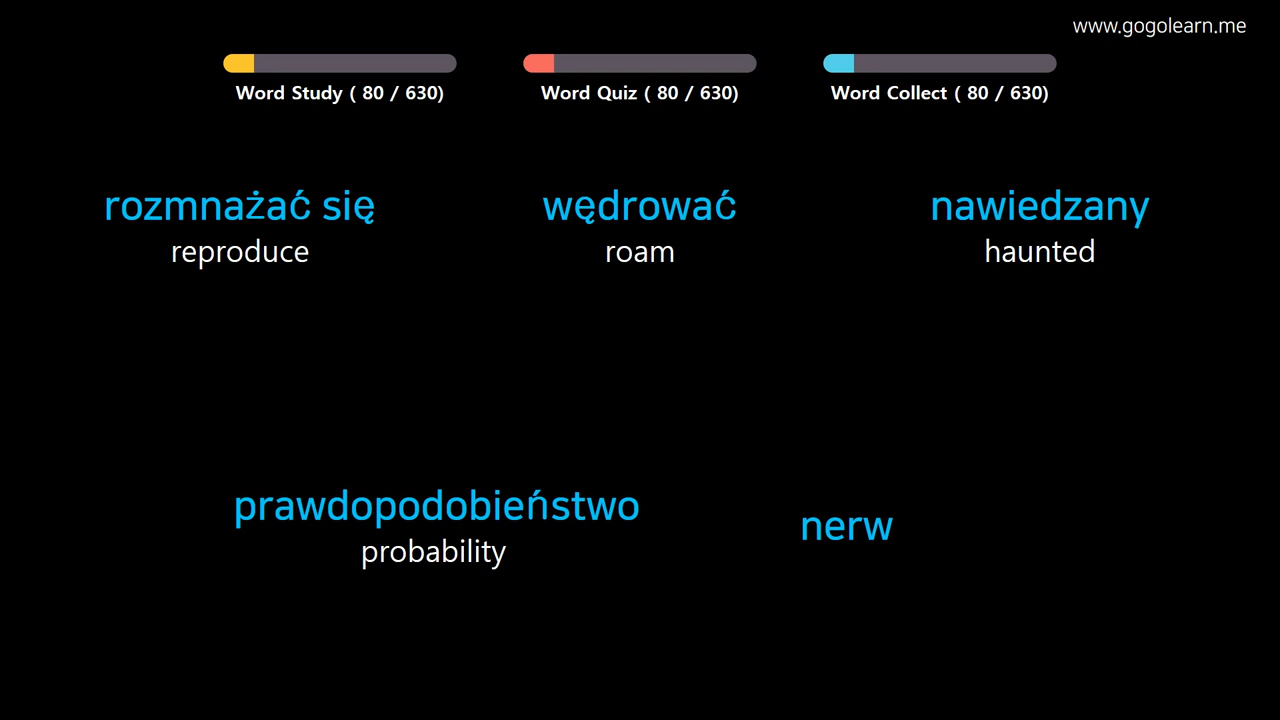 www.gogolearn.me
Word Study ( 80 / 630)
Word Quiz ( 80 / 630)
Word Collect ( 80 / 630)
rozmnażać się
reproduce
wędrować
roam
nawiedzany
haunted
prawdopodobieństwo
probability
nerw